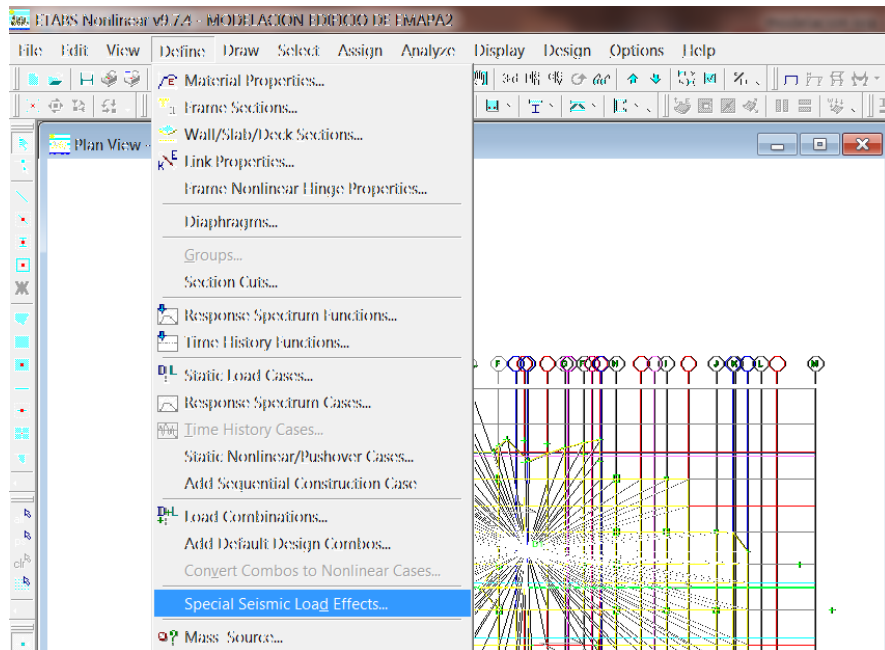 ETABS Nonlinear v9.7.4 - MODELACION EDIFICIO DE EMAPA2
File Edit View Define Draw Select Assign Analyze Display Design Options Help
Material Properties...
3-d
Frame Sections...
Wall/Slab/Deck Sections...
Plan View -
Link Properties...
Frame Nonlinear Hinge Properties...
Diaphragms...
Groups...
Section Cuts...
Response Spectrum Functions...
Time History Functions...
Static Load Cases...
F J L M
Response Spectrum Cases...
Time History Cases...
Static Nonlinear/Pushover Cases...
Add Sequential Construction Case
Load Combinations...
Add Default Design Combos...
clr
Convert Combos to Nonlinear Cases...
Special Seismic Load Effects...
Mass Source...